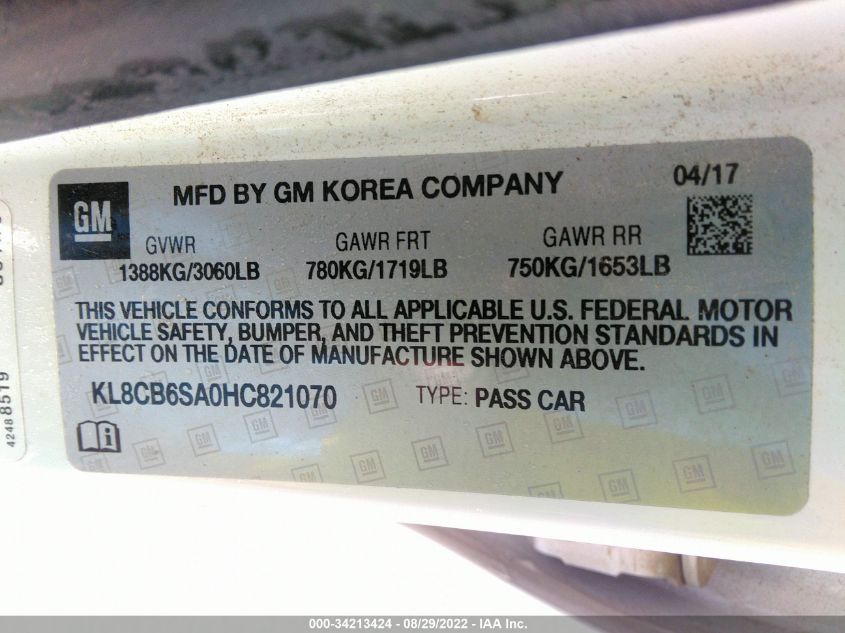 GM
MFD BY GM KOREA COMPANY
04/17
GVWR
GAWR FRT
GAWR RR
1388KG/3060LB
780KG/1719LB
750KG/1653LB
THIS VEHICLE CONFORMS TO ALL APPLICABLE U.S. FEDERAL MOTOR
VEHICLE SAFETY, BUMPER, AND THEFT PREVENTION STANDARDS IN
EFFECT ON THE DATE OF MANUFACTURE SHOWN ABOVE.
KL8CB6SA0HC821070
TYPE: PASS CAR
42488519
000-34213424 - 08/29/2022 - IAA Inc.